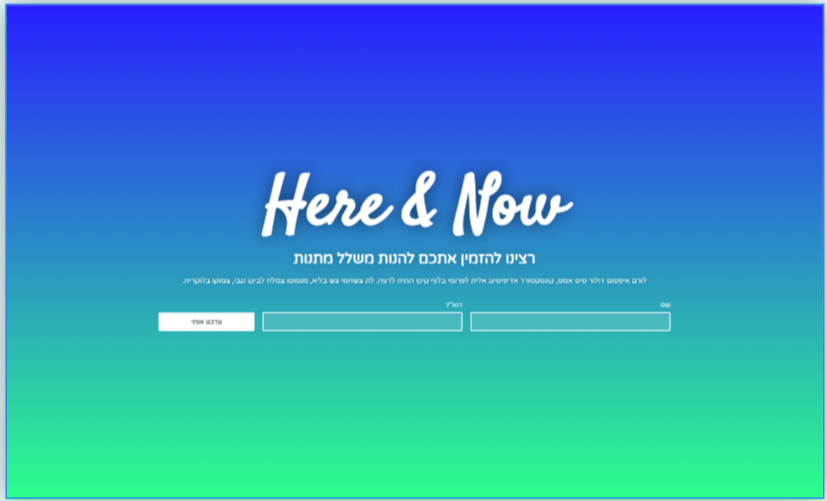 Here & Now
רצינו להזמין אתכם להנות משלל מתנות
לורם איפסום דולור סיט אמט, קונסקטורר אדיפיסינג אלית לפרומי בלוף קינץ תתיח לרעח. לת צשחמי צש בליא, מנסוטו צמלח לביקו ננבי, צמוקו בלוקריה.
שם
דוא"ל
עדכנו אותי